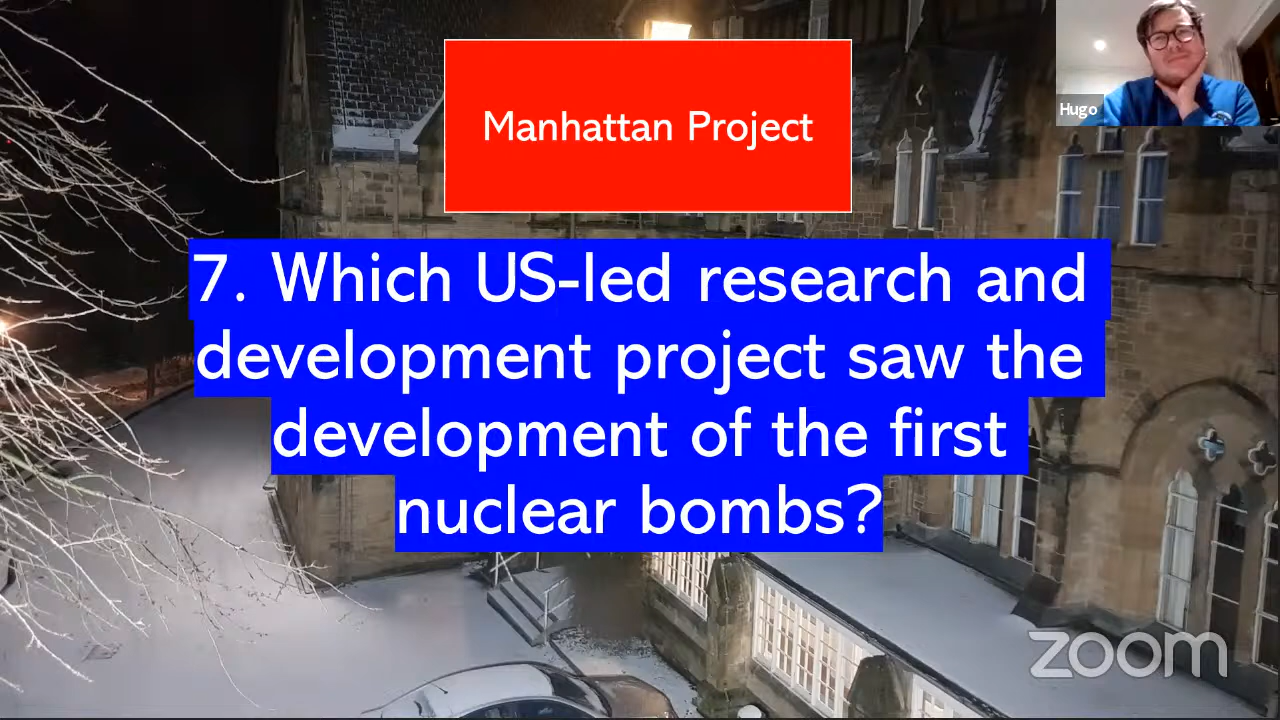 Manhattan Project
Hugo
7. Which US-led research and
development project saw the
development of the first
nuclear bombs?
zoom